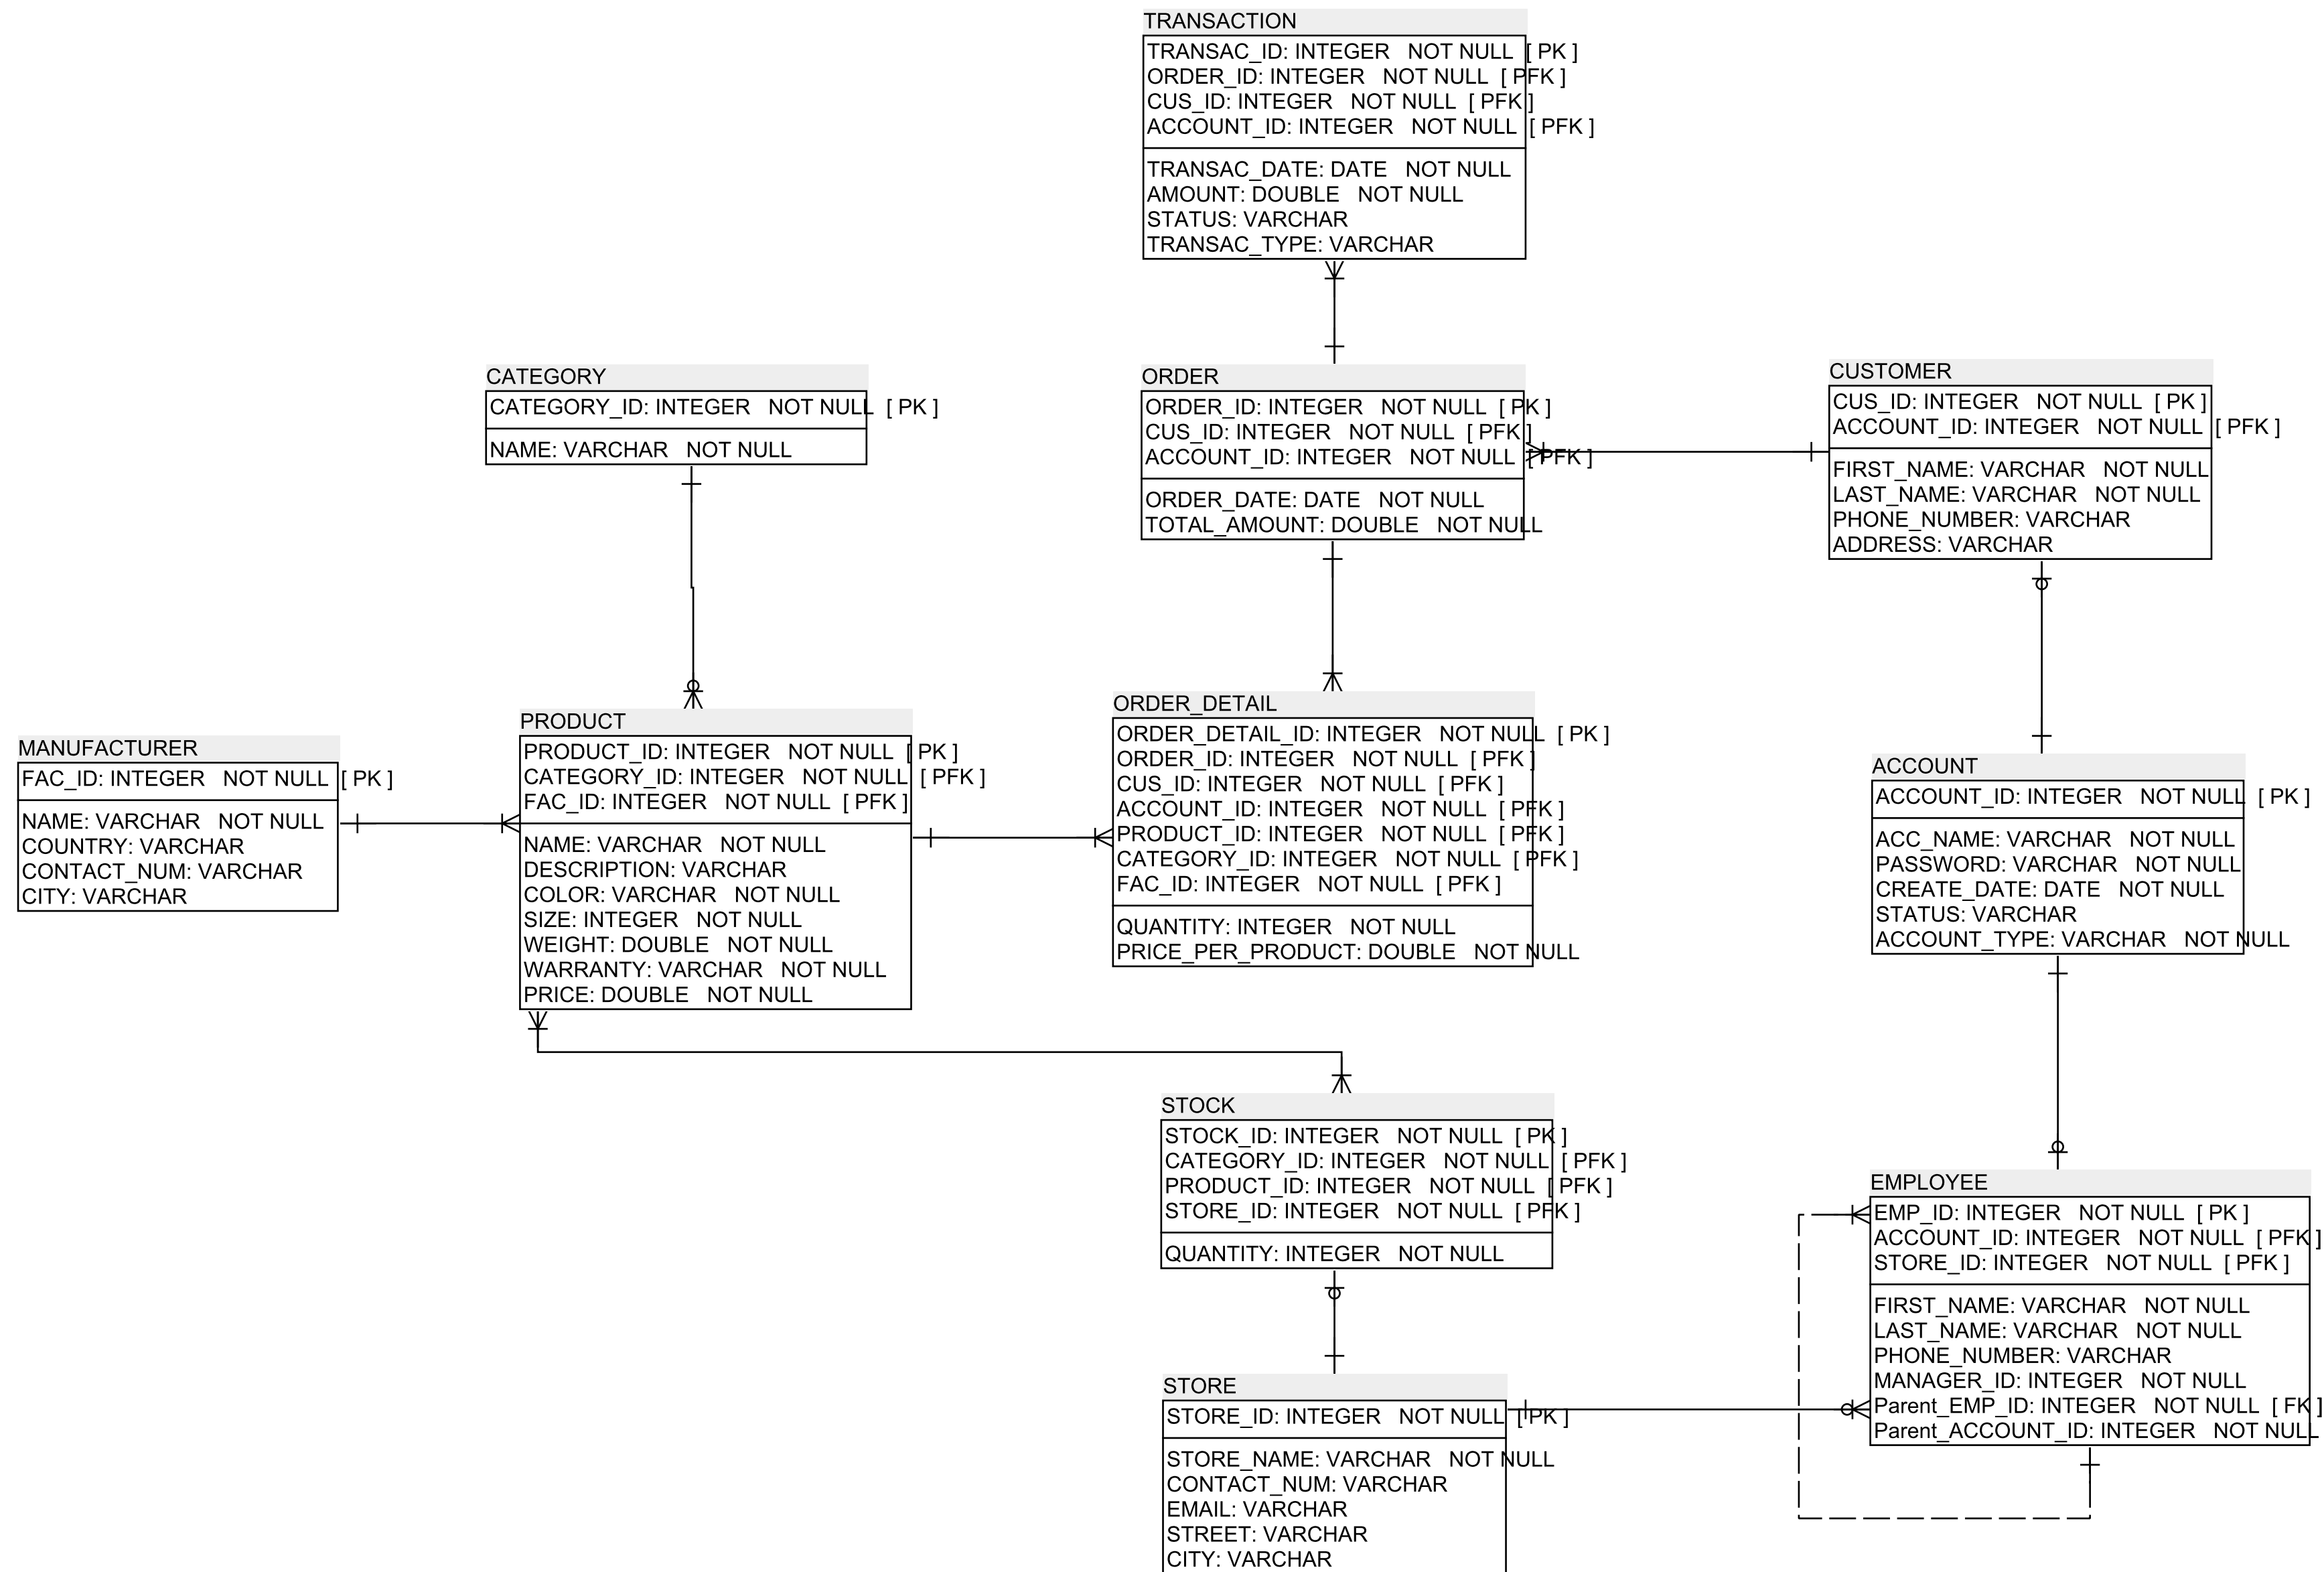 TRANSACTION
TRANSAC_ID: INTEGER NOT NULL [ PK ]
ORDER_ID: INTEGER NOT NULL [ PFK ]
CUS_ID: INTEGER NOT NULL [ PFK ]
ACCOUNT_ID: INTEGER NOT NULL [ PFK ]
TRANSAC_DATE: DATE NOT NULL
AMOUNT: DOUBLE NOT NULL
STATUS: VARCHAR
TRANSAC_TYPE: VARCHAR
CATEGORY
CATEGORY_ID: INTEGER NOT NULL [ PK ]
NAME: VARCHAR NOT NULL
ORDER
ORDER_ID: INTEGER NOT NULL [ PK ]
CUS_ID: INTEGER NOT NULL [ PFK ]
ACCOUNT_ID: INTEGER NOT NULL [ PFK ]
ORDER_DATE: DATE NOT NULL
TOTAL_AMOUNT: DOUBLE NOT NULL
CUSTOMER
CUS_ID: INTEGER NOT NULL [ PK ]
ACCOUNT_ID: INTEGER NOT NULL [ PFK ]
FIRST_NAME: VARCHAR NOT NULL
LAST_NAME: VARCHAR NOT NULL
PHONE_NUMBER: VARCHAR
ADDRESS: VARCHAR
MANUFACTURER
FAC_ID: INTEGER NOT NULL [ PK ]
NAME: VARCHAR NOT NULL
COUNTRY: VARCHAR
CONTACT_NUM: VARCHAR
CITY: VARCHAR
PRODUCT
PRODUCT_ID: INTEGER NOT NULL [ PK ]
CATEGORY_ID: INTEGER NOT NULL [ PFK ]
FAC_ID: INTEGER NOT NULL [ PFK ]
NAME: VARCHAR NOT NULL
DESCRIPTION: VARCHAR
COLOR: VARCHAR NOT NULL
SIZE: INTEGER NOT NULL
WEIGHT: DOUBLE NOT NULL
WARRANTY: VARCHAR NOT NULL
PRICE: DOUBLE NOT NULL
ORDER_DETAIL
ORDER_DETAIL_ID: INTEGER NOT NULL [ PK ]
ORDER_ID: INTEGER NOT NULL [ PFK ]
CUS_ID: INTEGER NOT NULL [ PFK ]
ACCOUNT_ID: INTEGER NOT NULL [ PFK ]
PRODUCT_ID: INTEGER NOT NULL [ PFK ]
CATEGORY_ID: INTEGER NOT NULL [ PFK ]
FAC_ID: INTEGER NOT NULL [ PFK ]
QUANTITY: INTEGER NOT NULL
PRICE_PER_PRODUCT: DOUBLE NOT NULL
ACCOUNT
ACCOUNT_ID: INTEGER NOT NULL [ PK ]
ACC_NAME: VARCHAR NOT NULL
PASSWORD: VARCHAR NOT NULL
CREATE_DATE: DATE NOT NULL
STATUS: VARCHAR
ACCOUNT_TYPE: VARCHAR NOT NULL
STOCK
STOCK_ID: INTEGER NOT NULL [ PK ]
CATEGORY_ID: INTEGER NOT NULL [ PFK ]
PRODUCT_ID: INTEGER NOT NULL [ PFK ]
STORE_ID: INTEGER NOT NULL [ PFK ]
QUANTITY: INTEGER NOT NULL
EMPLOYEE
EMP_ID: INTEGER NOT NULL [ PK ]
ACCOUNT_ID: INTEGER NOT NULL [ PFK ]
STORE_ID: INTEGER NOT NULL [ PFK ]
FIRST_NAME: VARCHAR NOT NULL
LAST_NAME: VARCHAR NOT NULL
PHONE_NUMBER: VARCHAR
MANAGER_ID: INTEGER NOT NULL
Parent_EMP_ID: INTEGER NOT NULL [ FK ]
Parent_ACCOUNT_ID: INTEGER NOT NULL
STORE
STORE_ID: INTEGER NOT NULL [ PK ]
STORE_NAME: VARCHAR NOT NULL
CONTACT_NUM: VARCHAR
EMAIL: VARCHAR
STREET: VARCHAR
CITY: VARCHAR